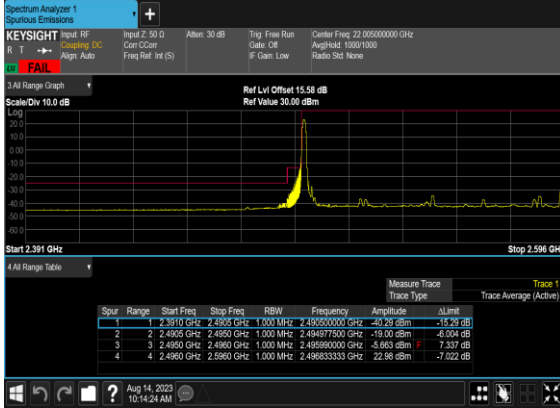 Spectrum Analyzer 1
Spurious Emissions
+
KEYSIGHT Input: RF Input Z: 50 Ω Atten: 30 dB Trig: Free Run Center Freq: 22.005000000 GHz
R T Coupling: DC Corr CCorr Gate: Off Avg|Hold: 1000/1000
Align: Auto Freq Ref: Int (S) IF Gain: Low Radio Std: None
FAIL
3 All Range Graph
Ref Lvl Offset 15.58 dB
Scale/Div 10.0 dB Ref Value 30.00 dBm
Log
20.0
10.0
0.00
-10.0
-20.0
-30.0
-40.0
-50.0
-60.0
Start 2.391 GHz Stop 2.596 GH
4 All Range Table
Measure Trace Trace 1
Trace Type Trace Average (Active)
Spur Range Start Freq Stop Freq RBW Frequency Amplitude ΔLimit
1 1 2.3910 GHz 2.4905 GHz 1.000 MHz 2.490500000 GHz -40.29 dBm -15.29 dB
2 2 2.4905 GHz 2.4950 GHz 1.000 MHz 2.494977500 GHz -19.00 dBm -6.004 dB
3 3 2.4950 GHz 2.4960 GHz 1.000 MHz 2.495990000 GHz -5.663 dBm F 7.337 dB
4 4 2.4960 GHz 2.5960 GHz 1.000 MHz 2.496833333 GHz 22.98 dBm -7.022 dB
? Aug 14, 2023
10:14:24 AM